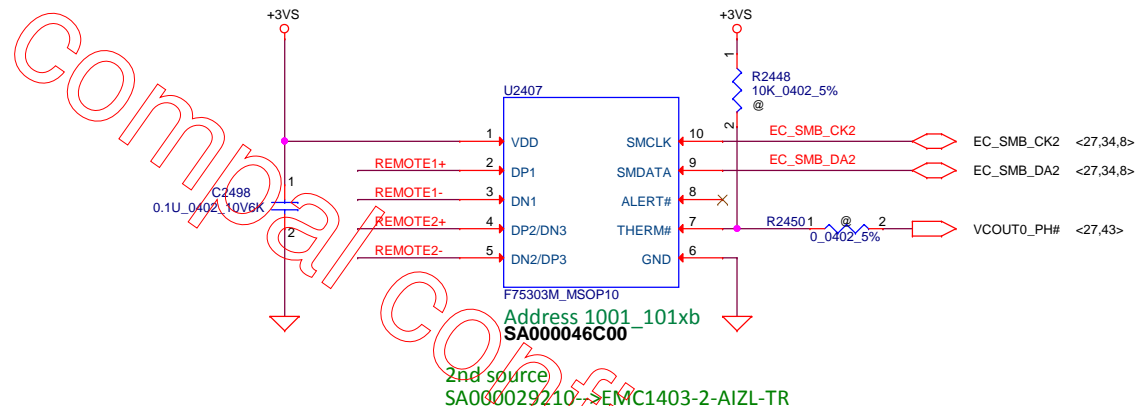 +3VS
+3VS
R2448
10K_0402_5%
@
1
2
U2407
1 VDD
2 DP1
3 DN1
4 DP2/DN3
5 DN2/DP3
SMCLK 10
SMDATA 9
ALERT# 8
THERM# 7
GND 6
REMOTE1+
REMOTE1-
REMOTE2+
REMOTE2-
C2498
0.1U_0402_10V6K
1
2
EC_SMB_CK2
EC_SMB_DA2
EC_SMB_CK2 <27,34,8>
EC_SMB_DA2 <27,34,8>
R2450 1 @ 2
0_0402_5%
VCOUT0_PH# <27,43>
F75303M_MSOP10
Address 1001_101xb
SA000046C00
2nd source
SA000029210-->EMC1403-2-AIZL-TR
compal conf